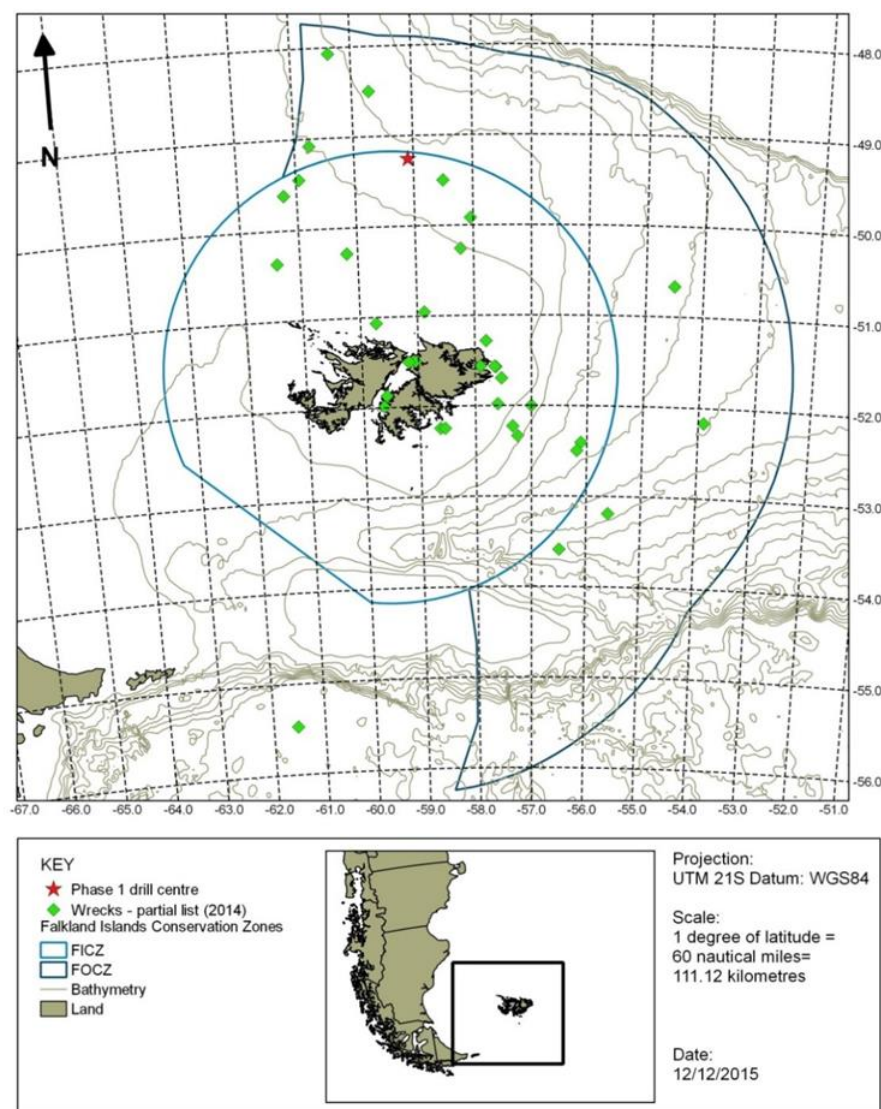 N
-48.0
-49.0
-50.0
-51.0
-52.0
-53.0
-54.0
-55.0
-56.0
-67.0 -66.0 -65.0 -64.0 -63.0 -62.0 -61.0 -60.0 -59.0 -58.0 -57.0 -56.0 -55.0 -54.0 -53.0 -52.0 -51.0
KEY
Phase 1 drill centre
Wrecks - partial list (2014)
Falkland Islands Conservation Zones
FICZ
FOCZ
Bathymetry
Land
Projection:
UTM 21S Datum: WGS84
Scale:
1 degree of latitude =
60 nautical miles=
111.12 kilometres
Date:
12/12/2015